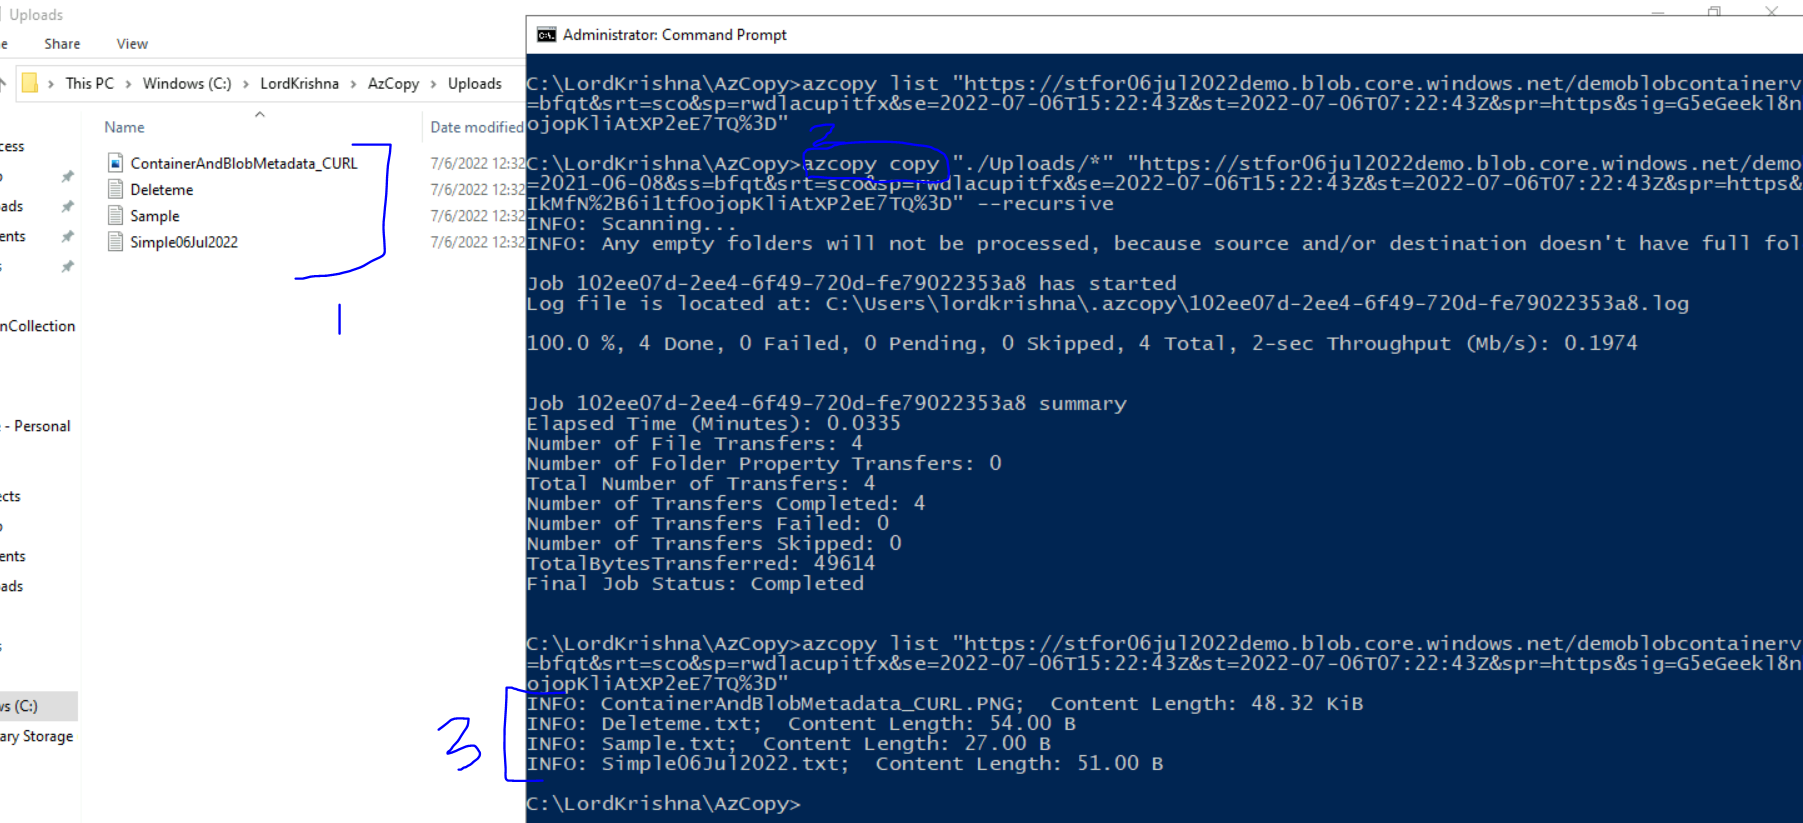 Uploads
Share
View
This PC > Windows (C:) > LordKrishna > AzCopy > Uploads
Name
Date modified
ContainerAndBlobMetadata_CURL
7/6/2022 12:32
Deleteme
7/6/2022 12:32
Sample
7/6/2022 12:32
Simple06Jul2022
7/6/2022 12:32
1
cess
ads
ents
nCollection
- Personal
ects
ents
ads
vs (C:)
ary Storage
Administrator: Command Prompt
C:\LordKrishna\AzCopy>azcopy list "https://stfor06jul2022demo.blob.core.windows.net/demoblobcontainerv
=bfqt&srt=sco&sp=rwdlacupitfx&se=2022-07-06T15:22:43Z&st=2022-07-06T07:22:43Z&spr=https&sig=G5eGeekl8n
ojopKliAtXP2eE7TQ%3D"
2
C:\LordKrishna\AzCopy>azcopy copy "./Uploads/*" "https://stfor06jul2022demo.blob.core.windows.net/demo
=2021-06-08&ss=bfqt&srt=sco&sp=rwdlacupitfx&se=2022-07-06T15:22:43Z&st=2022-07-06T07:22:43Z&spr=https&
IkMfN%2B6i1tfOojopKliAtXP2eE7TQ%3D" --recursive
INFO: Scanning...
INFO: Any empty folders will not be processed, because source and/or destination doesn't have full fol
Job 102ee07d-2ee4-6f49-720d-fe79022353a8 has started
Log file is located at: C:\Users\lordkrishna\.azcopy\102ee07d-2ee4-6f49-720d-fe79022353a8.log
100.0 %, 4 Done, 0 Failed, 0 Pending, 0 Skipped, 4 Total, 2-sec Throughput (Mb/s): 0.1974
Job 102ee07d-2ee4-6f49-720d-fe79022353a8 summary
Elapsed Time (Minutes): 0.0335
Number of File Transfers: 4
Number of Folder Property Transfers: 0
Total Number of Transfers: 4
Number of Transfers Completed: 4
Number of Transfers Failed: 0
Number of Transfers Skipped: 0
TotalBytesTransferred: 49614
Final Job Status: Completed
C:\LordKrishna\AzCopy>azcopy list "https://stfor06jul2022demo.blob.core.windows.net/demoblobcontainerv
=bfqt&srt=sco&sp=rwdlacupitfx&se=2022-07-06T15:22:43Z&st=2022-07-06T07:22:43Z&spr=https&sig=G5eGeekl8n
ojopKliAtXP2eE7TQ%3D"
3
INFO: ContainerAndBlobMetadata_CURL.PNG;  Content Length: 48.32 KiB
INFO: Deleteme.txt;  Content Length: 54.00 B
INFO: Sample.txt;  Content Length: 27.00 B
INFO: Simple06Jul2022.txt;  Content Length: 51.00 B
C:\LordKrishna\AzCopy>